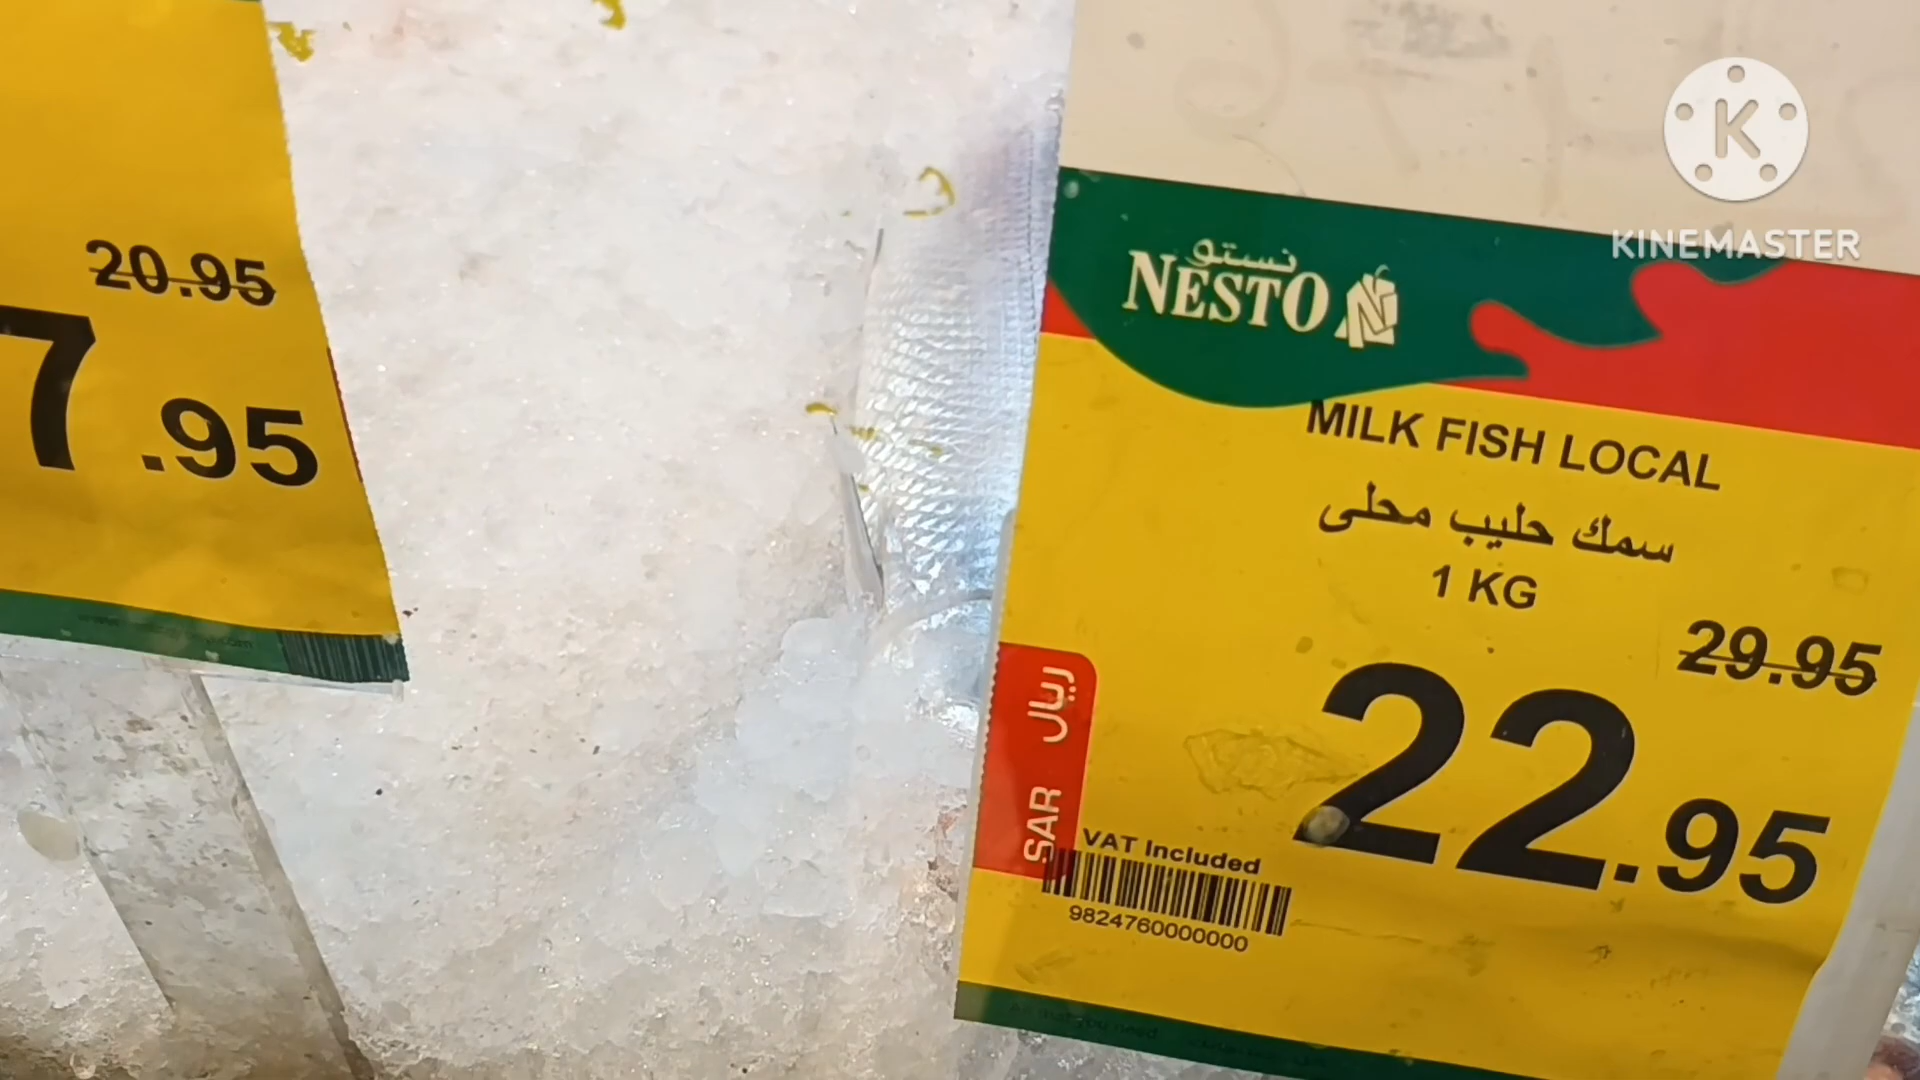 20.95
7.95
K
KINEMASTER
نستو
NESTO
MILK FISH LOCAL
سمك حليب محلى
1 KG
29.95
22.95
ريال
SAR
VAT Included
9824760000000